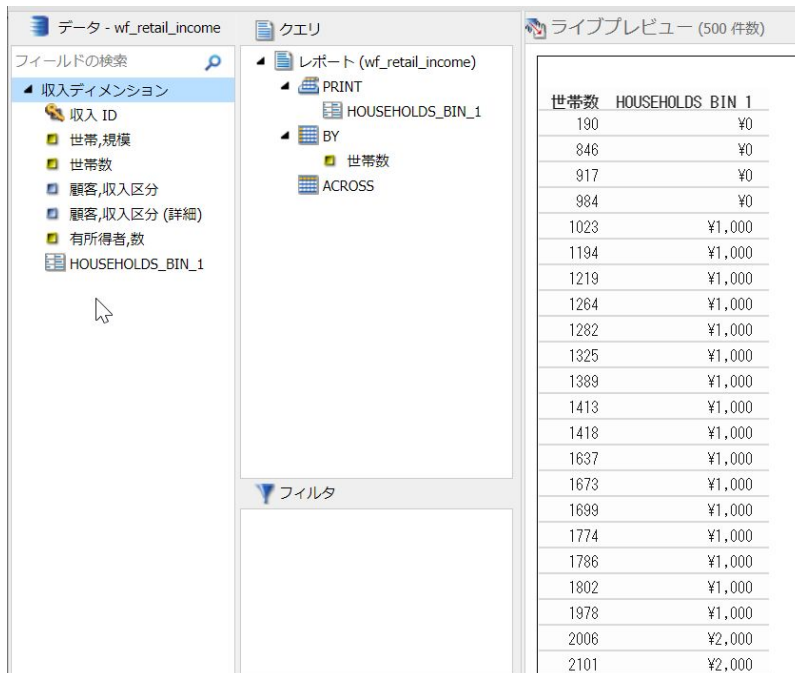 データ - wf_retail_income
フィールドの検索
収入ディメンション
収入 ID
世帯,規模
世帯数
顧客,収入区分
顧客,収入区分 (詳細)
有所得者,数
HOUSEHOLDS_BIN_1
クエリ
レポート (wf_retail_income)
PRINT
HOUSEHOLDS_BIN_1
BY
世帯数
ACROSS
フィルタ
ライブプレビュー (500 件数)
世帯数 HOUSEHOLDS BIN 1
190 ¥0
846 ¥0
917 ¥0
984 ¥0
1023 ¥1,000
1194 ¥1,000
1219 ¥1,000
1264 ¥1,000
1282 ¥1,000
1325 ¥1,000
1389 ¥1,000
1413 ¥1,000
1418 ¥1,000
1637 ¥1,000
1673 ¥1,000
1699 ¥1,000
1774 ¥1,000
1786 ¥1,000
1802 ¥1,000
1978 ¥1,000
2006 ¥2,000
2101 ¥2,000